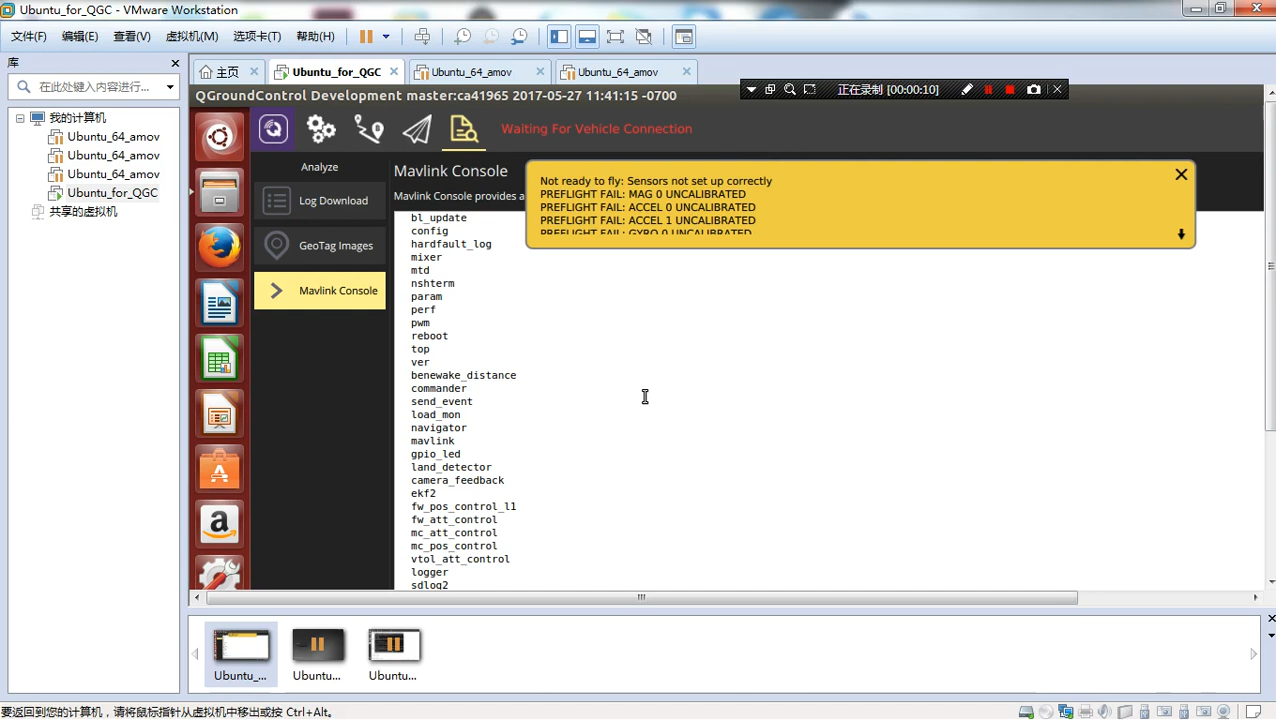 Ubuntu_for_QGC - VMware Workstation
文件(F) 编辑(E) 查看(V) 虚拟机(M) 选项卡(T) 帮助(H)
库
在此处键入内容进行...
我的计算机
Ubuntu_64_amov
Ubuntu_64_amov
Ubuntu_64_amov
Ubuntu_for_QGC
共享的虚拟机
主页 Ubuntu_for_QGC Ubuntu_64_amov Ubuntu_64_amov
QGroundControl Development master:ca41965 2017-05-27 11:41:15 -0700
正在录制 [00:00:10]
Waiting For Vehicle Connection
Analyze
Log Download
GeoTag Images
Mavlink Console
Mavlink Console
Mavlink Console provides a
Not ready to fly: Sensors not set up correctly
PREFLIGHT FAIL: MAG 0 UNCALIBRATED
PREFLIGHT FAIL: ACCEL 0 UNCALIBRATED
PREFLIGHT FAIL: ACCEL 1 UNCALIBRATED
PREFLIGHT FAIL: GYRO 0 UNCALIBRATED
bl_update
config
hardfault_log
mixer
mtd
nshterm
param
perf
pwm
reboot
top
ver
benewake_distance
commander
send_event
load_mon
navigator
mavlink
gpio_led
land_detector
camera_feedback
ekf2
fw_pos_control_l1
fw_att_control
mc_att_control
mc_pos_control
vtol_att_control
logger
sdlog2
Ubuntu_... Ubuntu... Ubuntu...
要返回到您的计算机，请将鼠标指针从虚拟机中移出或按 Ctrl+Alt。